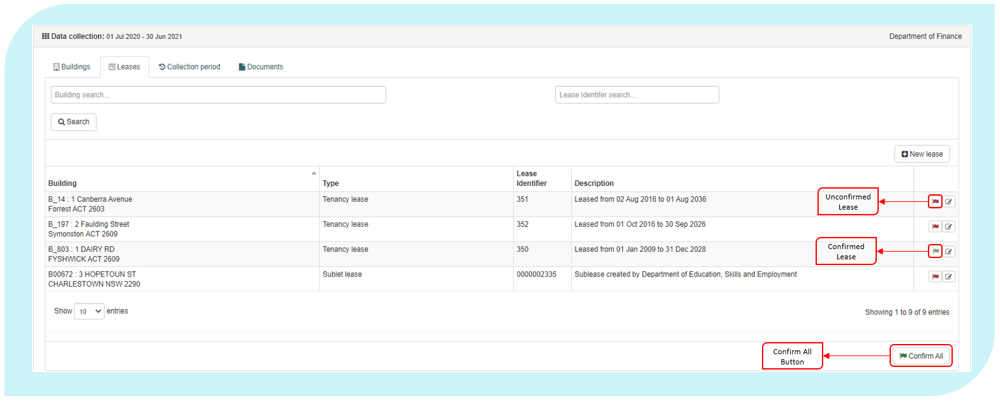 Data collection: 01 Jul 2020 - 30 Jun 2021
Department of Finance
Buildings
Leases
Collection period
Documents
Building search...
Lease Identifer search...
Search
New lease
Building
Type
Lease
Identifier
Description
B_14 : 1 Canberra Avenue
Forrest ACT 2603
Tenancy lease
351
Leased from 02 Aug 2016 to 01 Aug 2036
Unconfirmed
Lease
B_197 : 2 Faulding Street
Symonston ACT 2609
Tenancy lease
352
Leased from 01 Oct 2016 to 30 Sep 2026
B_803 : 1 DAIRY RD
FYSHWICK ACT 2609
Tenancy lease
350
Leased from 01 Jan 2009 to 31 Dec 2028
Confirmed
Lease
B00672 : 3 HOPETOUN ST
CHARLESTOWN NSW 2290
Sublet lease
0000002335
Sublease created by Department of Education, Skills and Employment
Show 10 entries
Showing 1 to 9 of 9 entries
Confirm All
Button
Confirm All